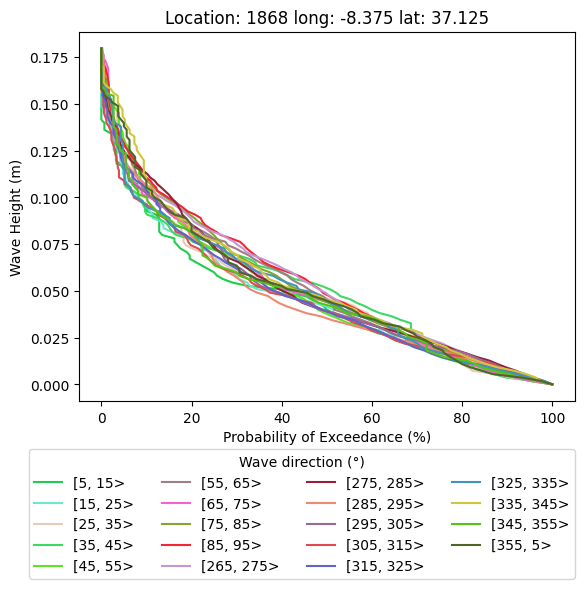 Location: 1868 long: -8.375 lat: 37.125
Wave Height (m)
0.175
0.150
0.125
0.100
0.075
0.050
0.025
0.000
0 20 40 60 80 100
Probability of Exceedance (%)
Wave direction (°)
[5, 15> [55, 65> [275, 285> [325, 335>
[15, 25> [65, 75> [285, 295> [335, 345>
[25, 35> [75, 85> [295, 305> [345, 355>
[35, 45> [85, 95> [305, 315> [355, 5>
[45, 55> [265, 275> [315, 325>